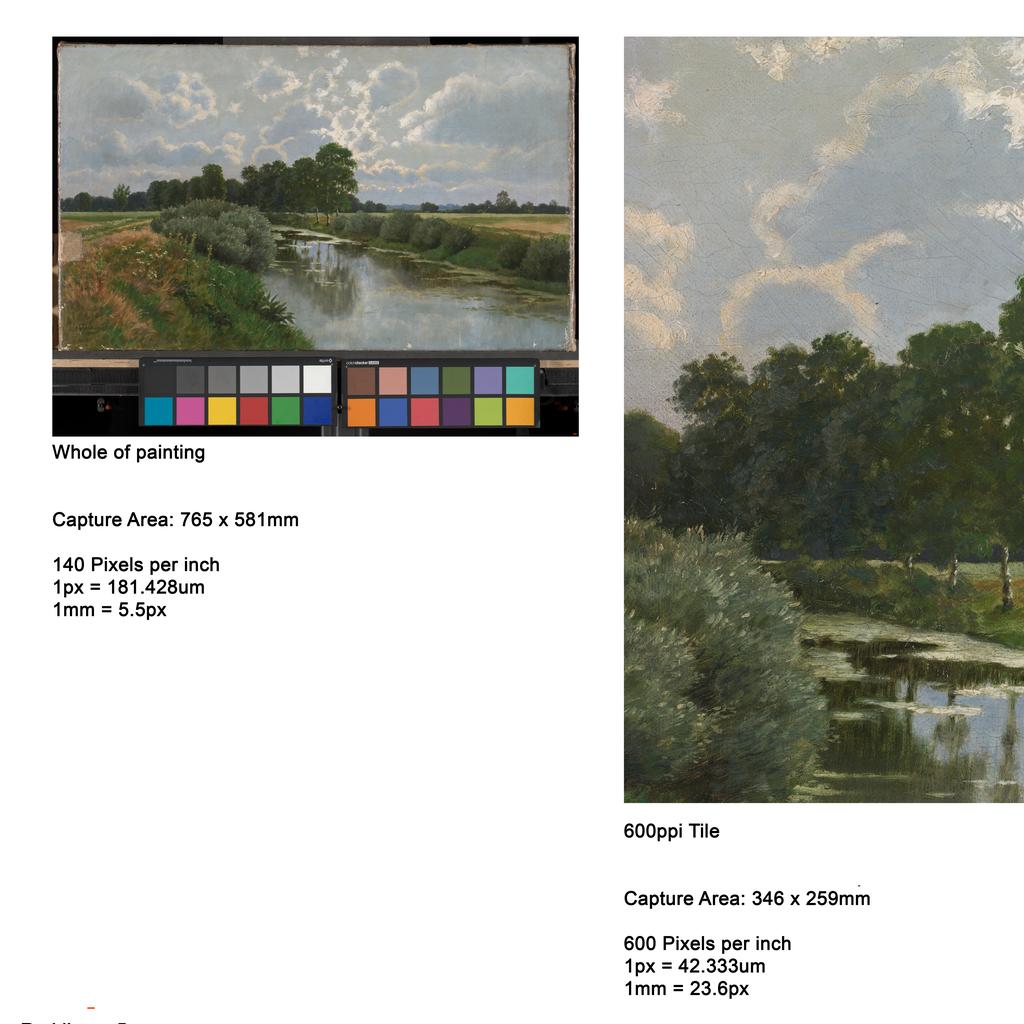 Whole of painting
Capture Area: 765 x 581mm
140 Pixels per inch
1px = 181.428um
1mm = 5.5px
600ppi Tile
Capture Area: 346 x 259mm
600 Pixels per inch
1px = 42.333um
1mm = 23.6px